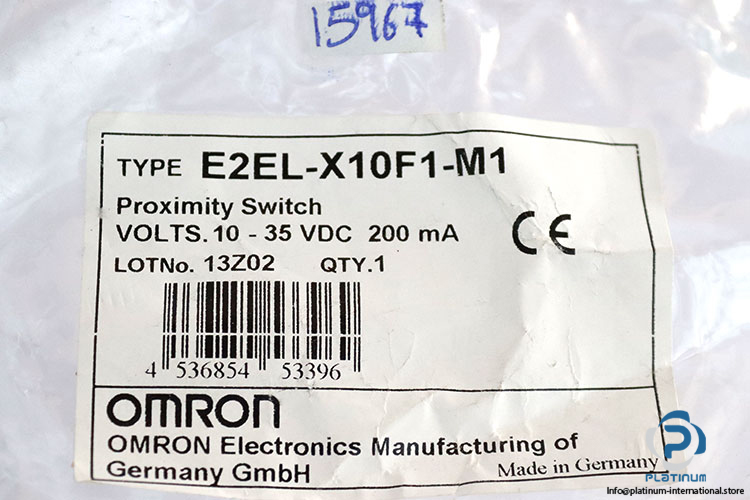 15967
TYPE E2EL-X10F1-M1
Proximity Switch
VOLTS. 10 - 35 VDC 200 mA
CE
LOTNo. 13Z02 QTY.1
4 536854 53396
OMRON
OMRON Electronics Manufacturing of
Germany GmbH
Made in Germany
PLATINUM
Info@platinum-international.store